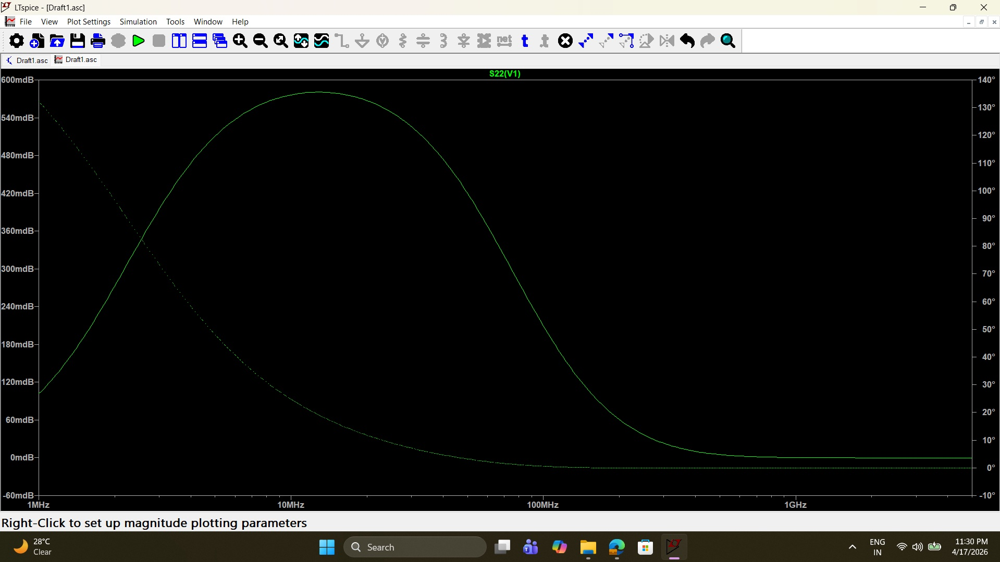 LTspice - [Draft1.asc]
File View Plot Settings Simulation Tools Window Help
net t t
Draft1.asc Draft1.asc
S22(V1)
600mdB 140°
130°
540mdB
120°
480mdB
110°
420mdB 100°
90°
360mdB
80°
300mdB 70°
240mdB 60°
50°
180mdB
40°
120mdB 30°
60mdB 20°
10°
0mdB
0°
-60mdB -10°
1MHz 10MHz 100MHz 1GHz
Right-Click to set up magnitude plotting parameters
28°C
Clear
Search
ENG
IN
11:30 PM
4/17/2026